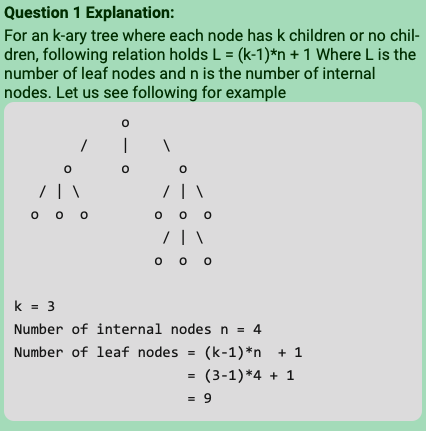 Question 1 Explanation:
For an k-ary tree where each node has k children or no chil-
dren, following relation holds L = (k-1)*n + 1 Where L is the
number of leaf nodes and n is the number of internal
nodes. Let us see following for example
o
/ | \
o o o
/ | \ / | \
o o o o o o
/ | \
o o o
k = 3
Number of internal nodes n = 4
Number of leaf nodes = (k-1)*n + 1
= (3-1)*4 + 1
= 9